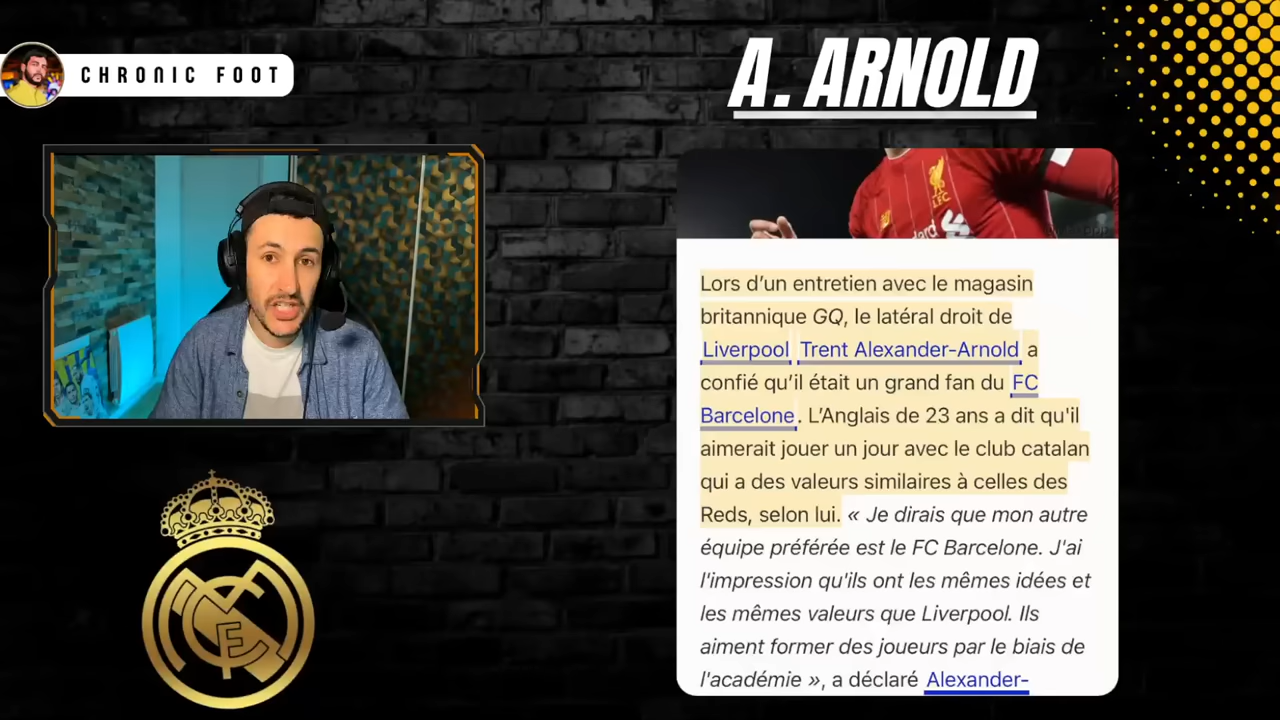 CHRONIC FOOT
A. ARNOLD
LFC
Lors d’un entretien avec le magasin
britannique GQ, le latéral droit de
Liverpool Trent Alexander-Arnold a
confié qu’il était un grand fan du FC
Barcelone. L’Anglais de 23 ans a dit qu'il
aimerait jouer un jour avec le club catalan
qui a des valeurs similaires à celles des
Reds, selon lui. « Je dirais que mon autre
équipe préférée est le FC Barcelone. J'ai
l'impression qu'ils ont les mêmes idées et
les mêmes valeurs que Liverpool. Ils
aiment former des joueurs par le biais de
l'académie », a déclaré Alexander-